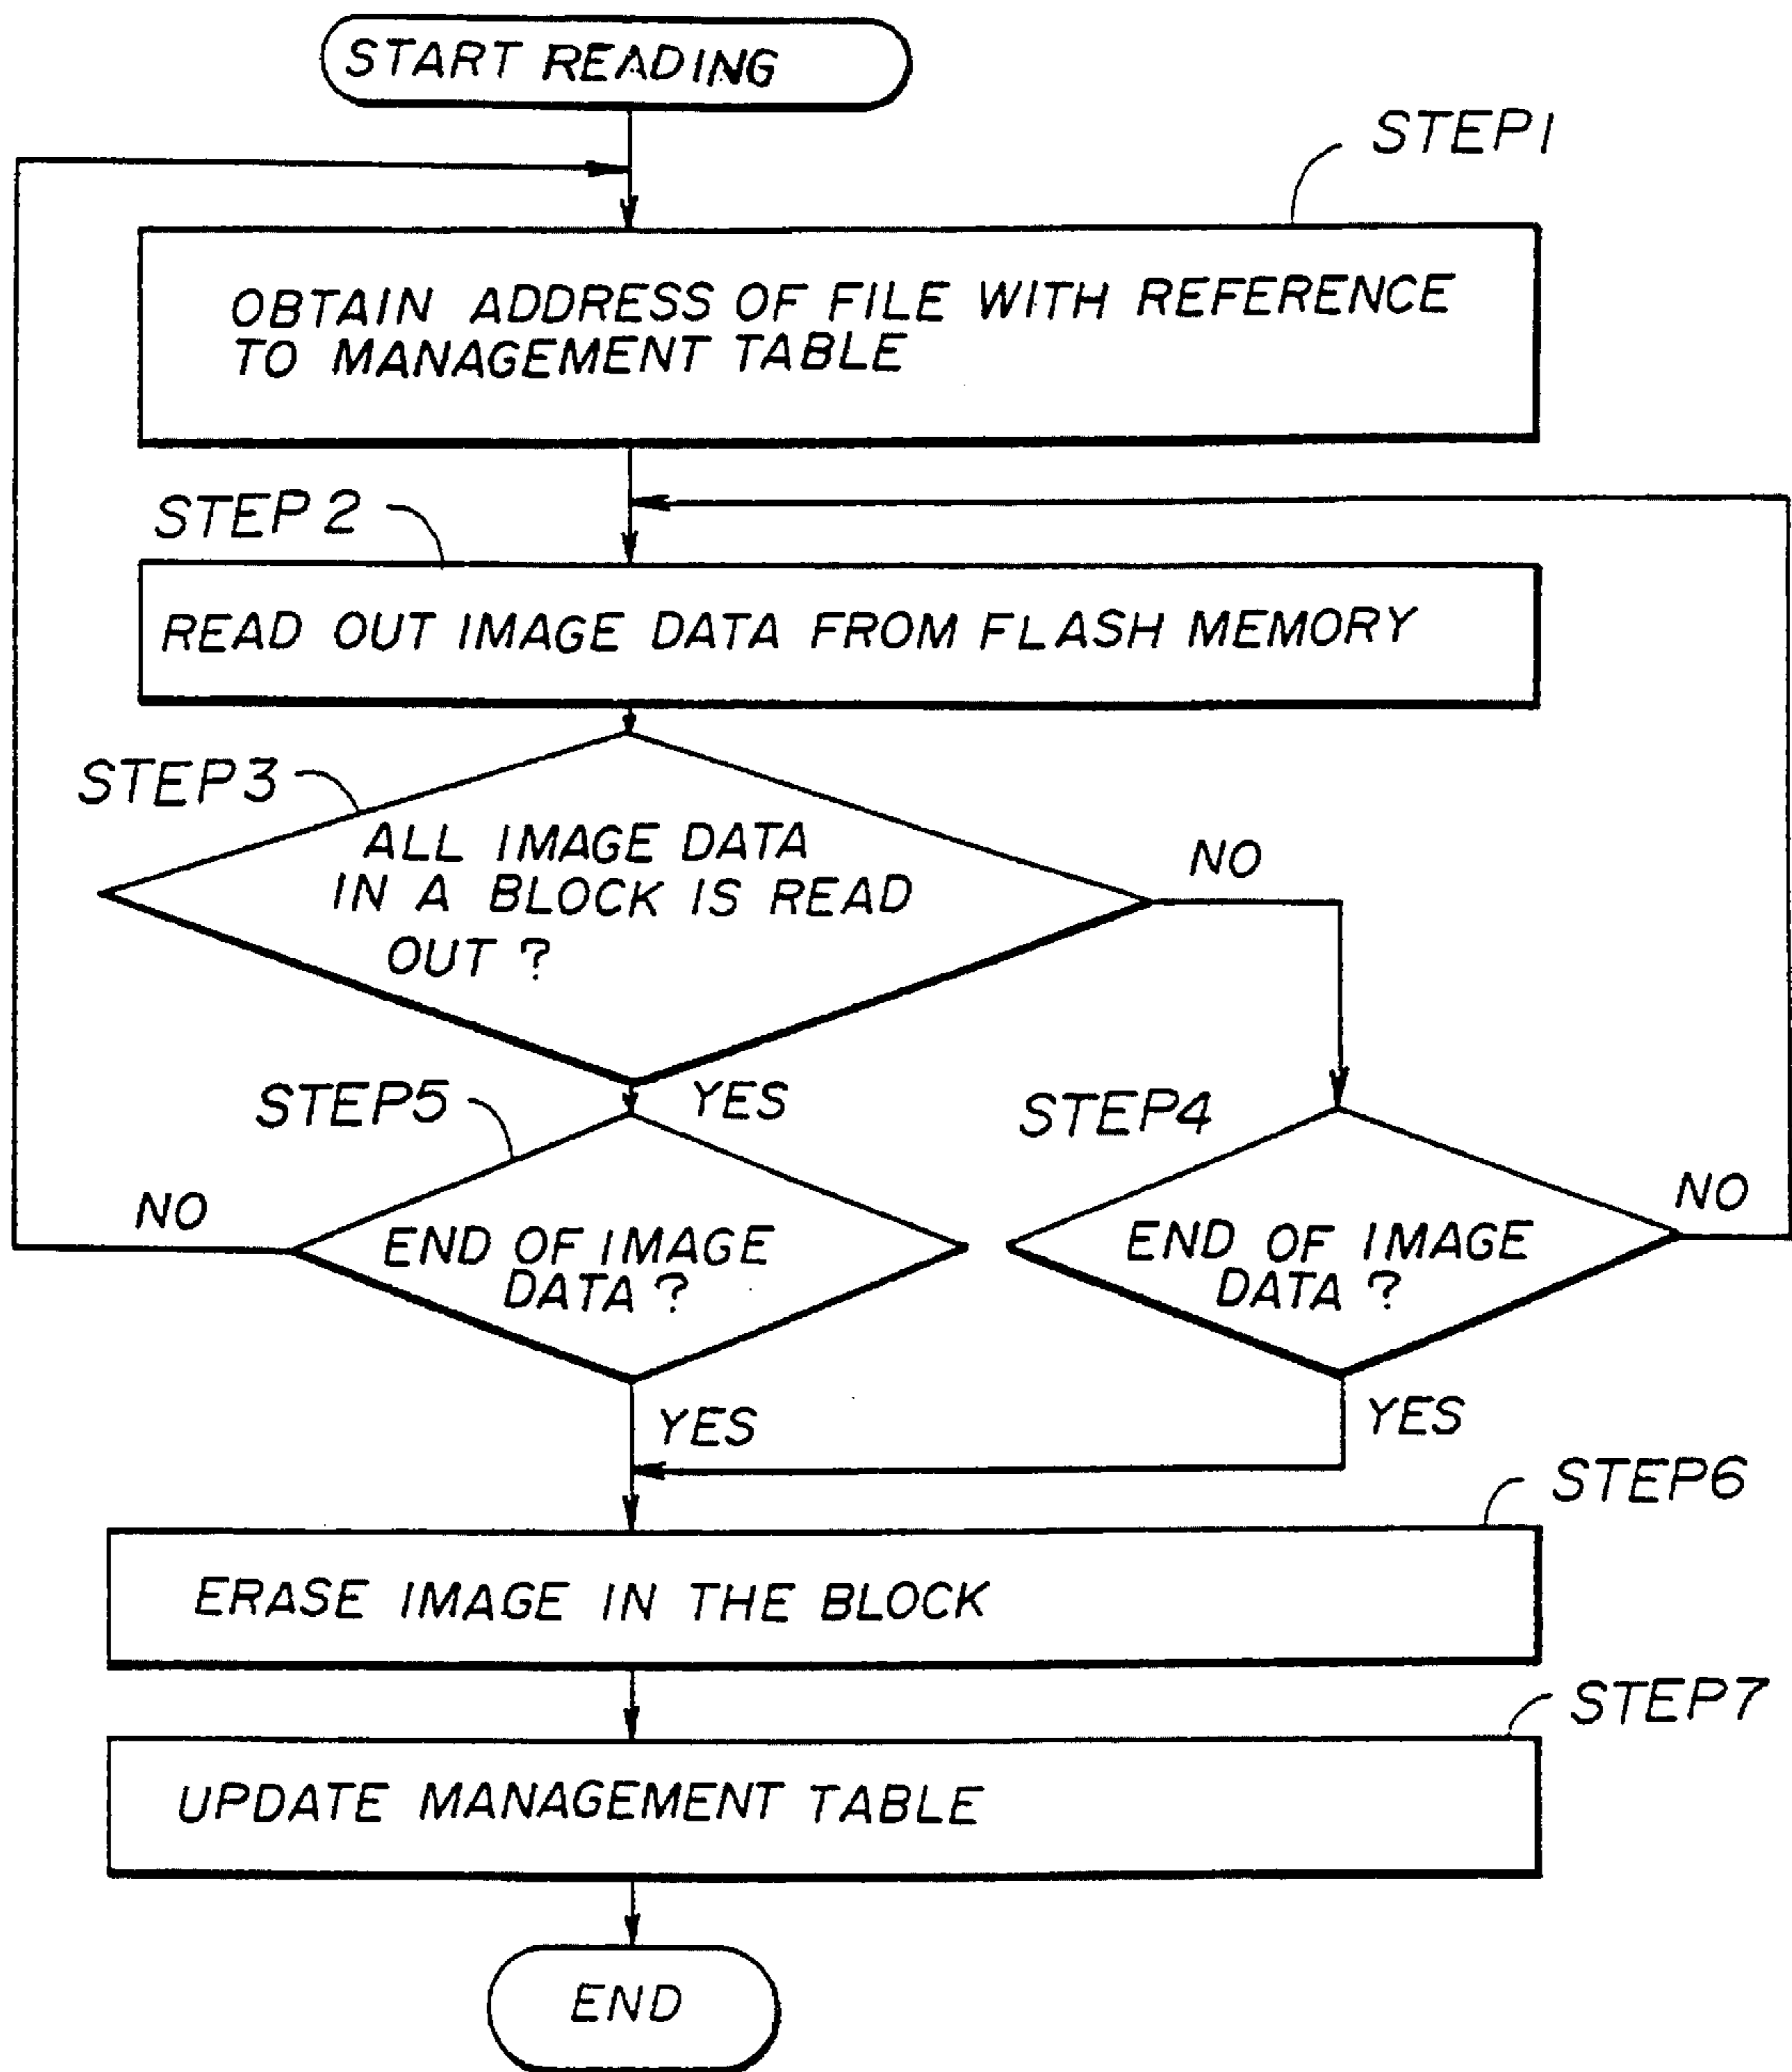 START READING
STEP1
OBTAIN ADDRESS OF FILE WITH REFERENCE
TO MANAGEMENT TABLE
STEP 2
READ OUT IMAGE DATA FROM FLASH MEMORY
STEP3
ALL IMAGE DATA
IN A BLOCK IS READ
OUT ?
NO
YES
STEP5
STEP4
NO
END OF IMAGE
DATA ?
END OF IMAGE
DATA ?
NO
YES
YES
STEP6
ERASE IMAGE IN THE BLOCK
STEP7
UPDATE MANAGEMENT TABLE
END